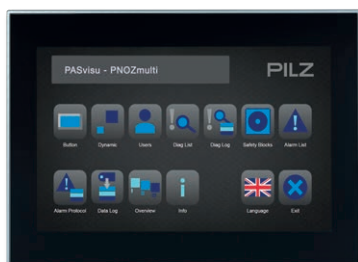 PASvisu - PNOZmulti
PILZ
Button
Dynamic
Users
Diag List
Diag Log
Safety Blocks
Alarm List
Alarm Protocol
Data Log
Overview
Info
Language
Exit